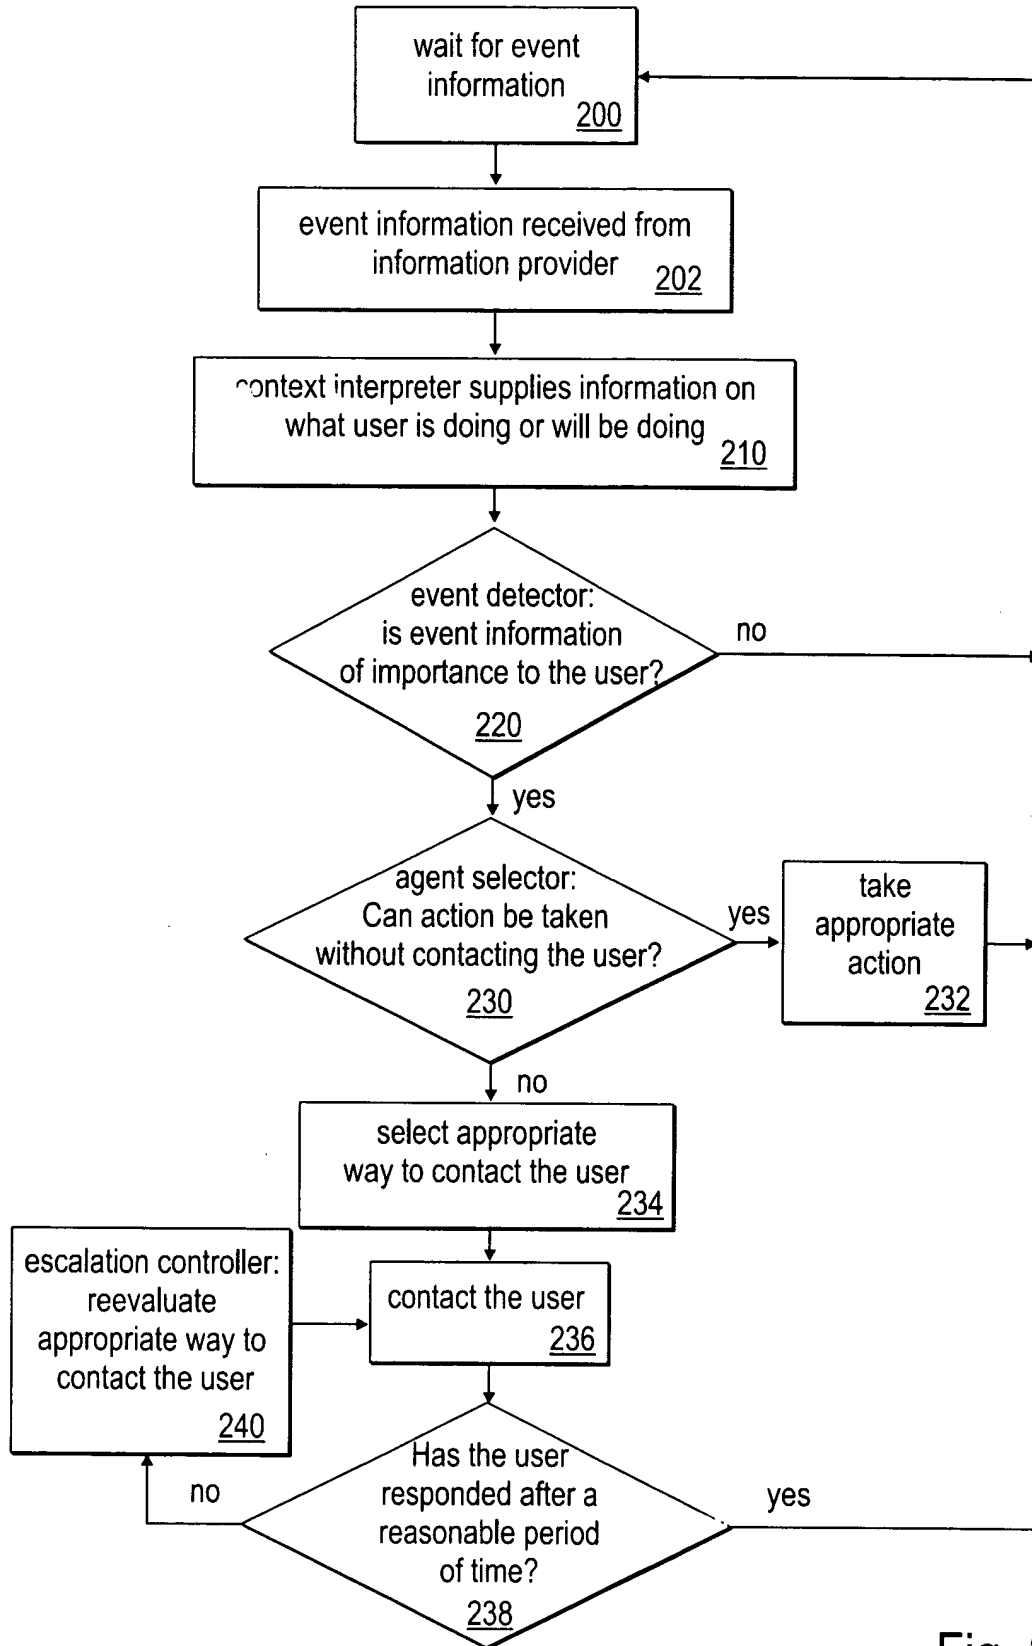 wait for event
information
200
event information received from
information provider
202
context interpreter supplies information on
what user is doing or will be doing
210
event detector:
is event information
of importance to the user?
220
no
yes
agent selector:
Can action be taken
without contacting the user?
230
yes
take
appropriate
action
232
no
select appropriate
way to contact the user
234
escalation controller:
reevaluate
appropriate way to
contact the user
240
contact the user
236
Has the user
responded after a
reasonable period
of time?
238
no
yes
Fig.